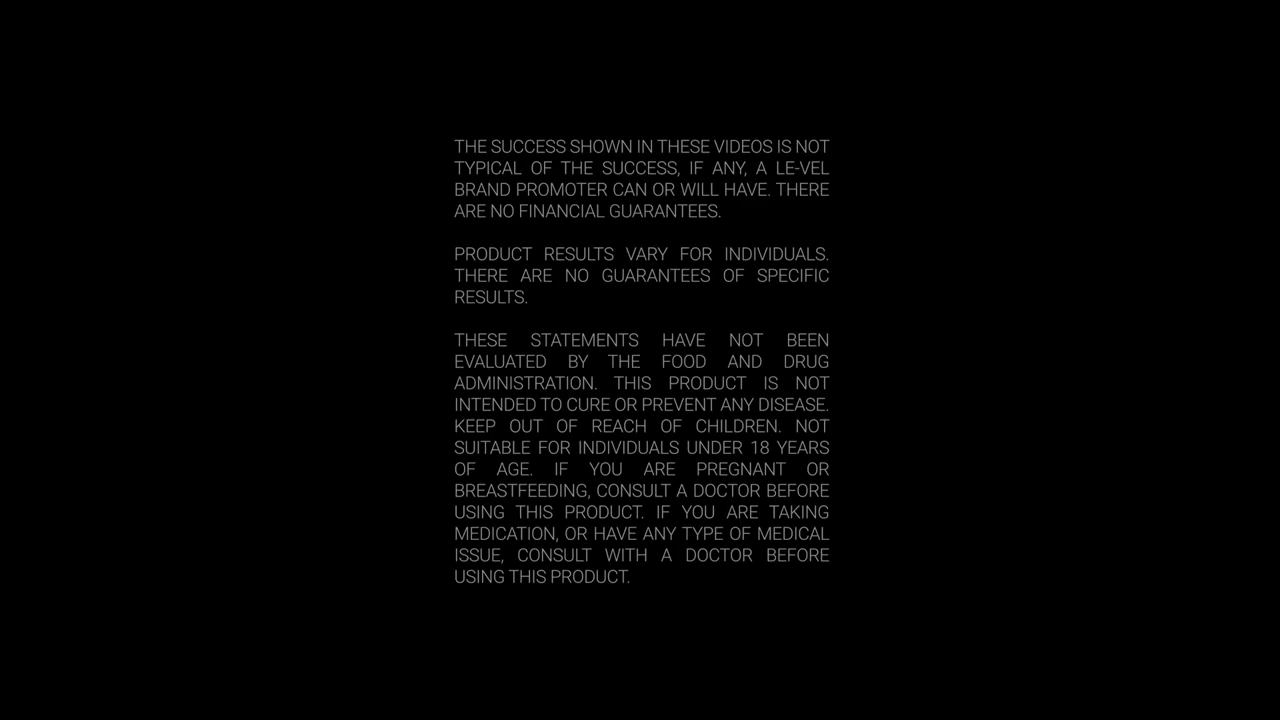 THE SUCCESS SHOWN IN THESE VIDEOS IS NOT
TYPICAL OF THE SUCCESS, IF ANY, A LE-VEL
BRAND PROMOTER CAN OR WILL HAVE. THERE
ARE NO FINANCIAL GUARANTEES.
PRODUCT RESULTS VARY FOR INDIVIDUALS.
THERE ARE NO GUARANTEES OF SPECIFIC
RESULTS.
THESE STATEMENTS HAVE NOT BEEN
EVALUATED BY THE FOOD AND DRUG
ADMINISTRATION. THIS PRODUCT IS NOT
INTENDED TO CURE OR PREVENT ANY DISEASE.
KEEP OUT OF REACH OF CHILDREN. NOT
SUITABLE FOR INDIVIDUALS UNDER 18 YEARS
OF AGE. IF YOU ARE PREGNANT OR
BREASTFEEDING, CONSULT A DOCTOR BEFORE
USING THIS PRODUCT. IF YOU ARE TAKING
MEDICATION, OR HAVE ANY TYPE OF MEDICAL
ISSUE, CONSULT WITH A DOCTOR BEFORE
USING THIS PRODUCT.